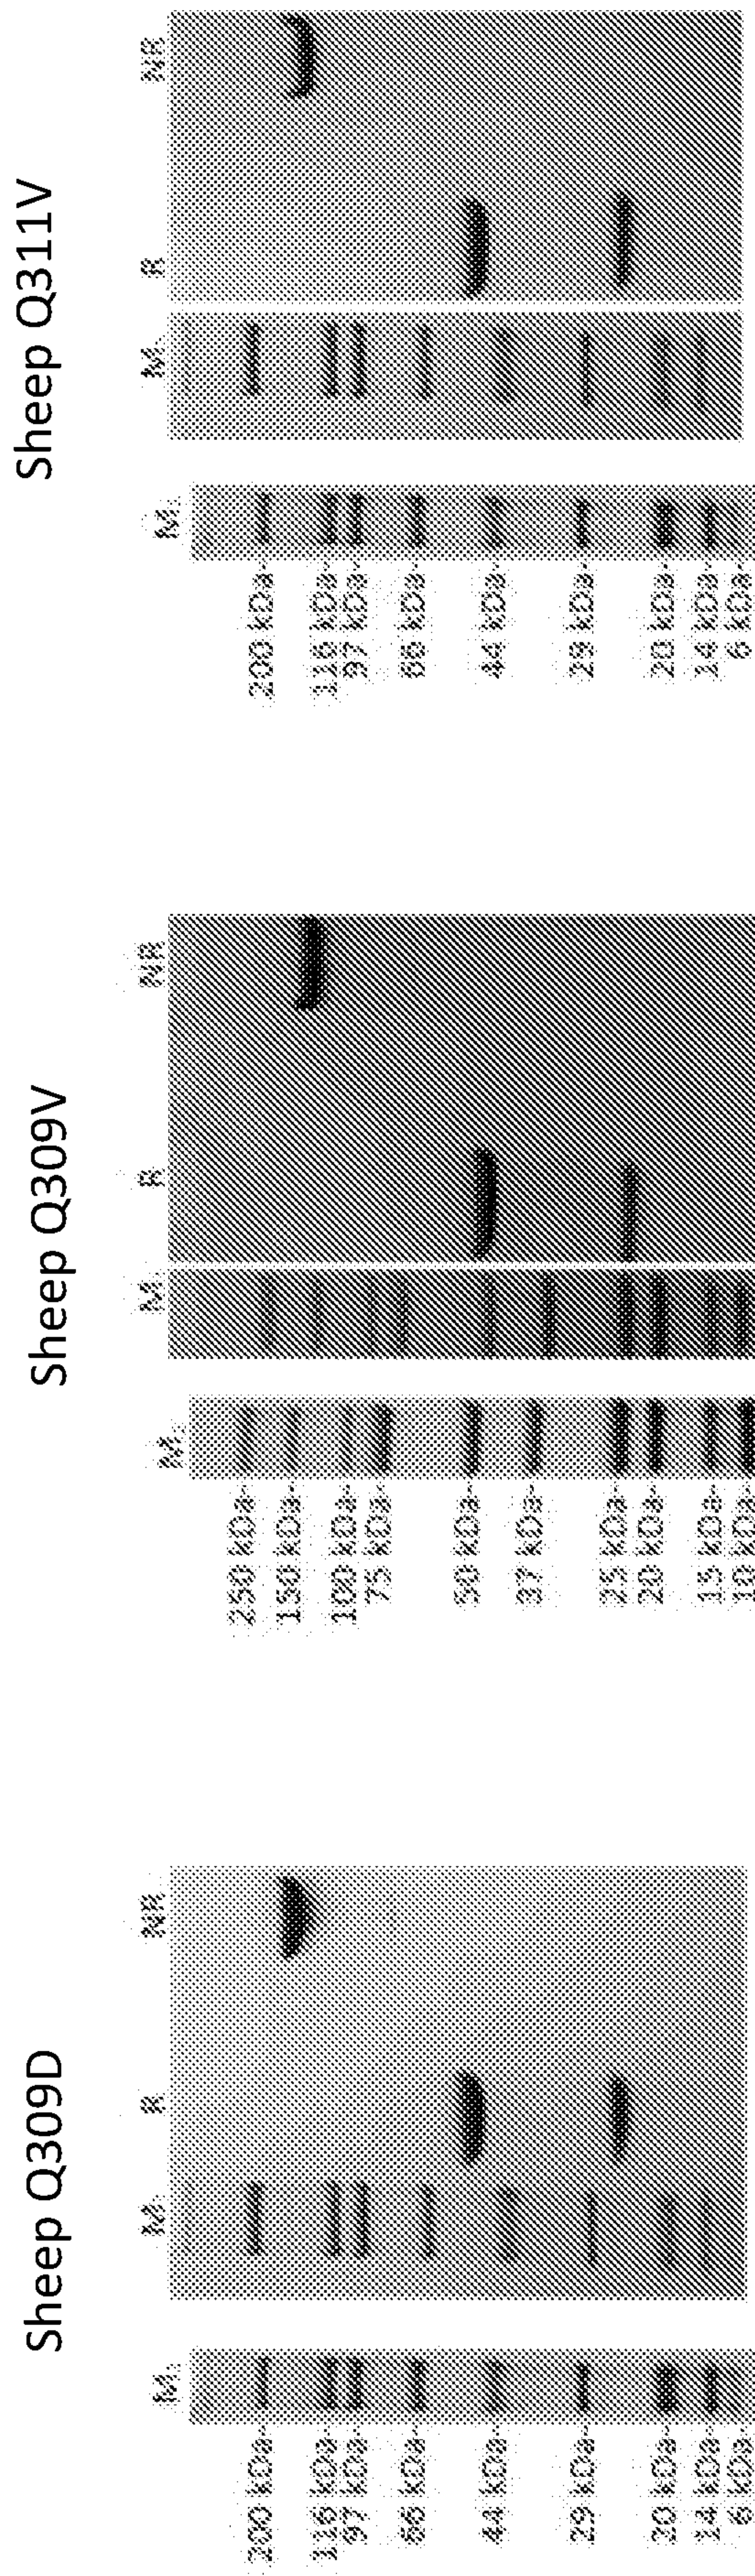 Sheep Q309D
M M R NR
200 kDa-
116 kDa-
97 kDa-
66 kDa-
44 kDa-
29 kDa-
20 kDa-
14 kDa-
6 kDa-
Sheep Q309V
M M R NR
250 kDa-
150 kDa-
100 kDa-
75 kDa-
50 kDa-
37 kDa-
25 kDa-
20 kDa-
15 kDa-
10 kDa-
Sheep Q311V
M M R NR
200 kDa-
116 kDa-
97 kDa-
66 kDa-
44 kDa-
29 kDa-
20 kDa-
14 kDa-
6 kDa-